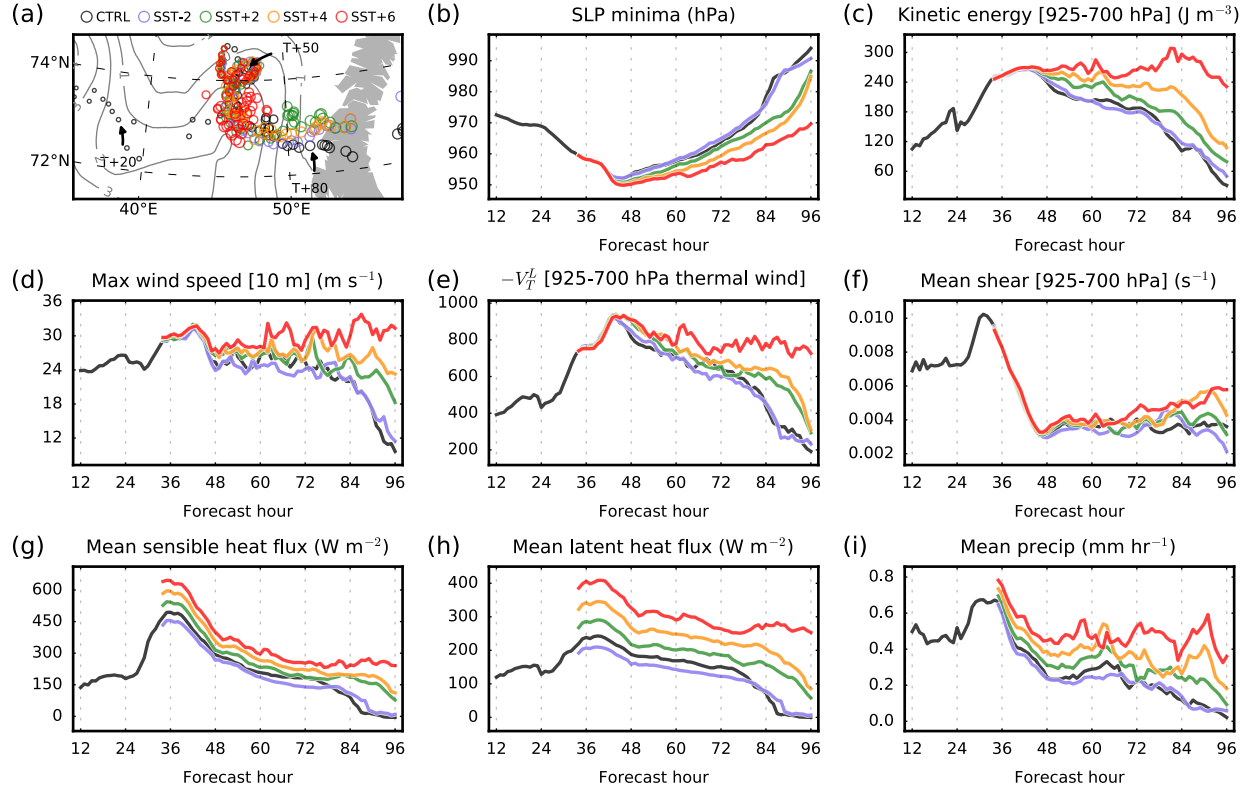 (a) CTRL SST-2 SST+2 SST+4 SST+6
74°N
72°N
T+50
T+20
T+80
3
40°E 50°E
(b) SLP minima (hPa)
990
980
970
960
950
12 24 36 48 60 72 84 96
Forecast hour
(c) Kinetic energy [925-700 hPa] (J m⁻³)
300
240
180
120
60
12 24 36 48 60 72 84 96
Forecast hour
(d) Max wind speed [10 m] (m s⁻¹)
36
30
24
18
12
12 24 36 48 60 72 84 96
Forecast hour
(e) −V_T^L [925-700 hPa thermal wind]
1000
800
600
400
200
12 24 36 48 60 72 84 96
Forecast hour
(f) Mean shear [925-700 hPa] (s⁻¹)
0.010
0.008
0.006
0.004
0.002
12 24 36 48 60 72 84 96
Forecast hour
(g) Mean sensible heat flux (W m⁻²)
600
450
300
150
0
12 24 36 48 60 72 84 96
Forecast hour
(h) Mean latent heat flux (W m⁻²)
400
300
200
100
0
12 24 36 48 60 72 84 96
Forecast hour
(i) Mean precip (mm hr⁻¹)
0.8
0.6
0.4
0.2
0.0
12 24 36 48 60 72 84 96
Forecast hour